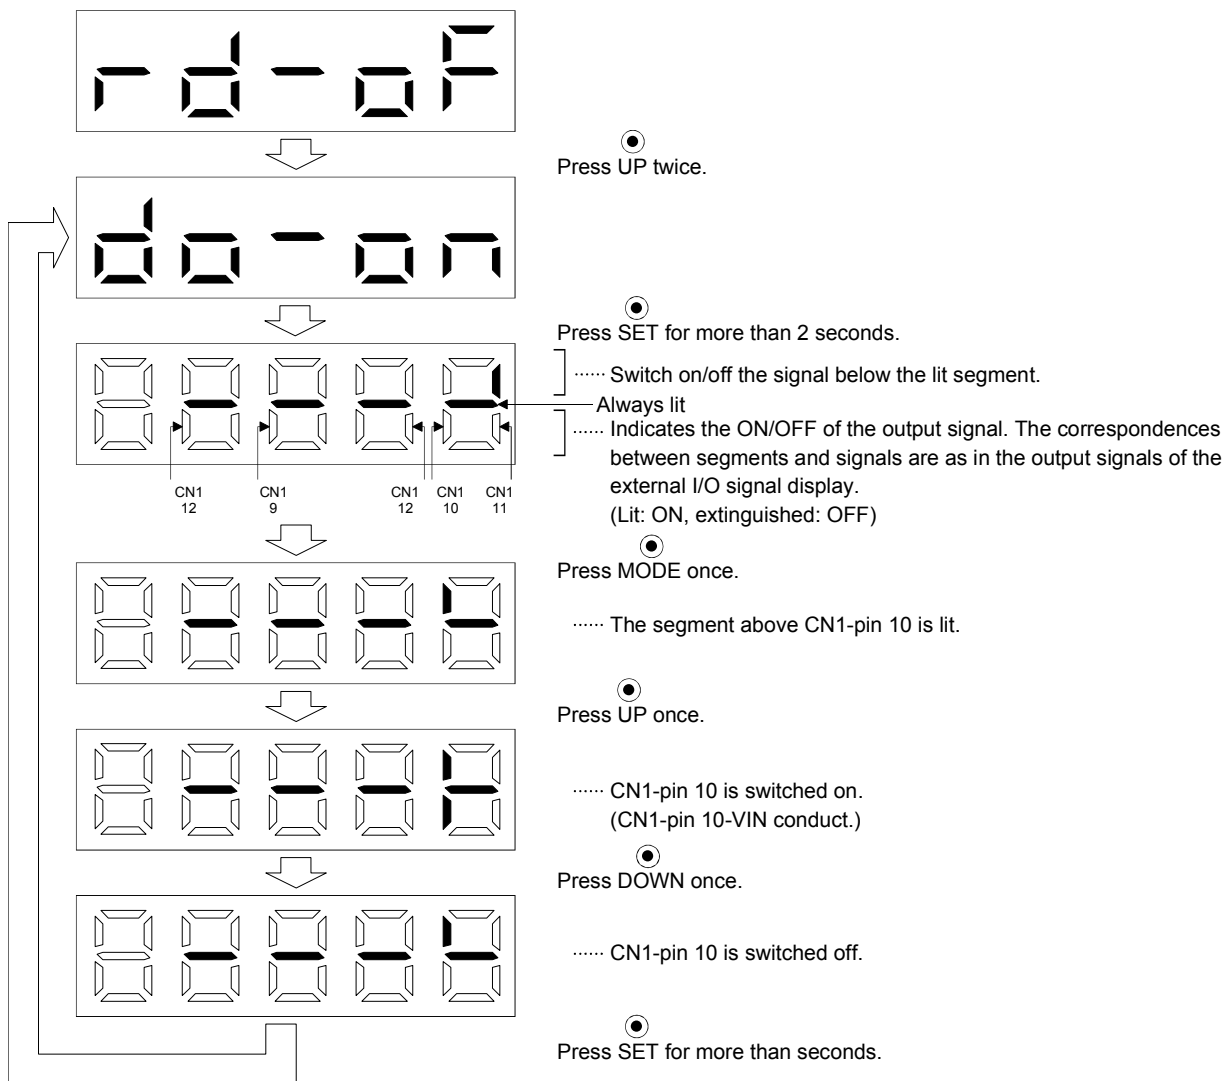 rd-oF
Press UP twice.
do-on
Press SET for more than 2 seconds.
...... Switch on/off the signal below the lit segment.
Always lit
...... Indicates the ON/OFF of the output signal. The correspondences
between segments and signals are as in the output signals of the
external I/O signal display.
(Lit: ON, extinguished: OFF)
CN1 CN1 CN1 CN1 CN1
12 9 12 10 11
Press MODE once.
...... The segment above CN1-pin 10 is lit.
Press UP once.
...... CN1-pin 10 is switched on.
(CN1-pin 10-VIN conduct.)
Press DOWN once.
...... CN1-pin 10 is switched off.
Press SET for more than seconds.